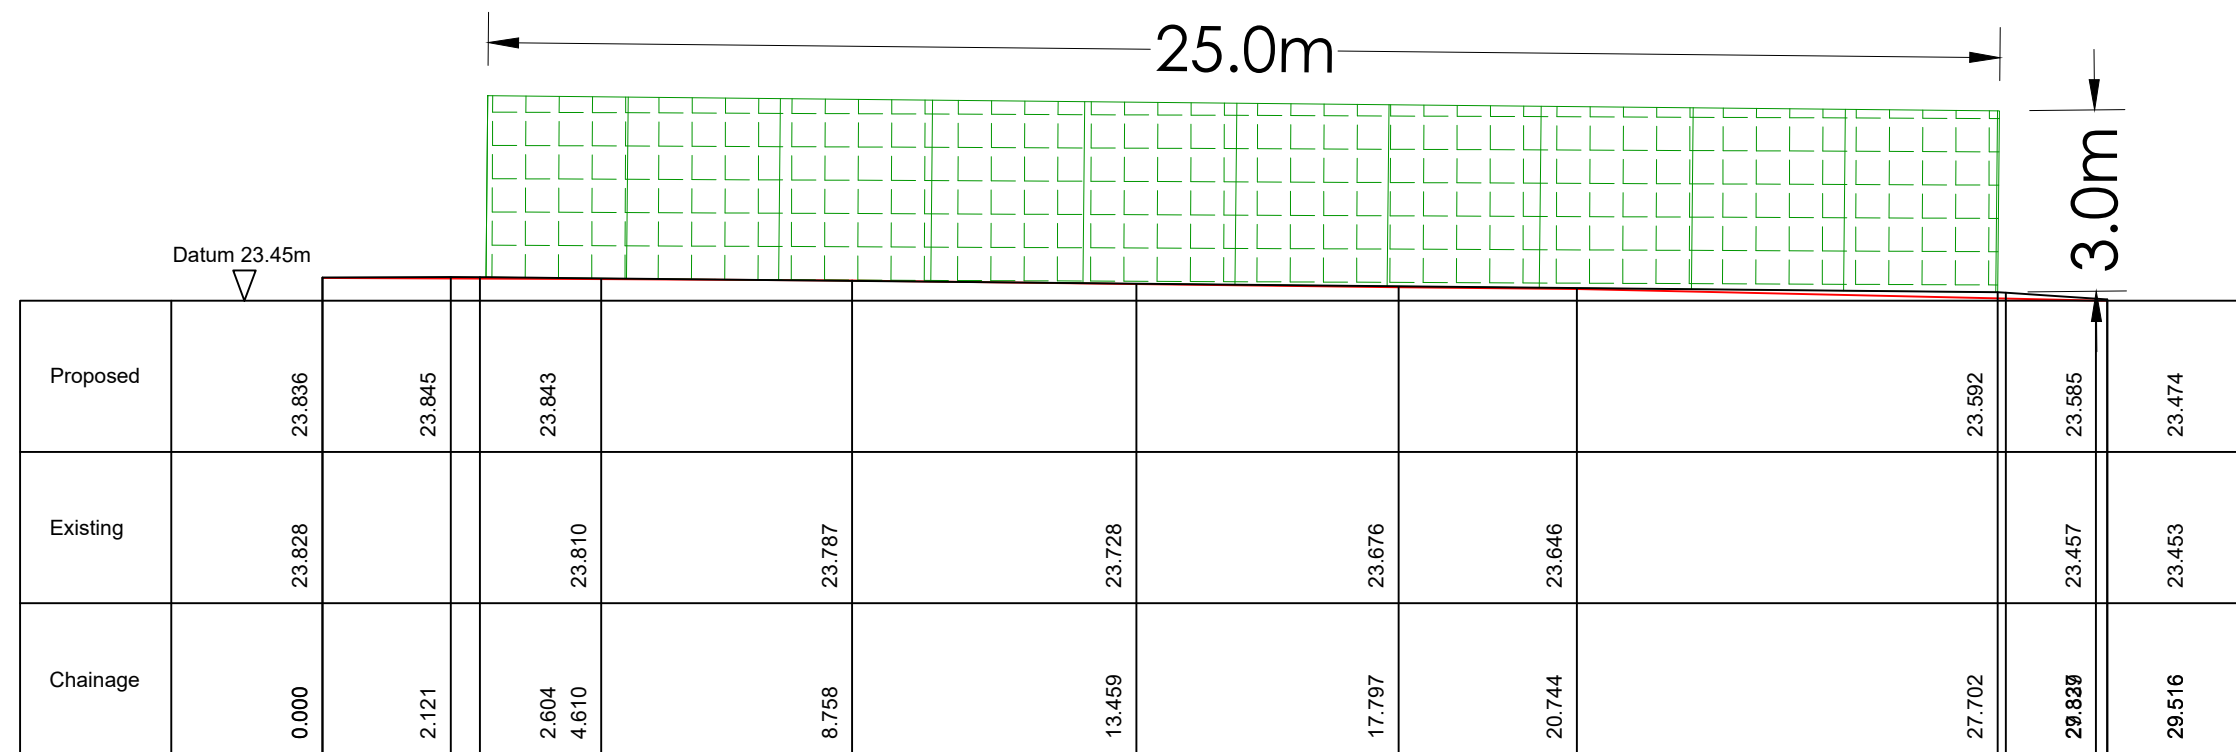 25.0m
3.0m
Datum 23.45m
Proposed 23.836 23.845 23.843 23.592 23.585 23.474
Existing 23.828 23.810 23.787 23.728 23.676 23.646 23.457 23.453
Chainage 0.000 2.121 2.604 4.610 8.758 13.459 17.797 20.744 27.702 29.516